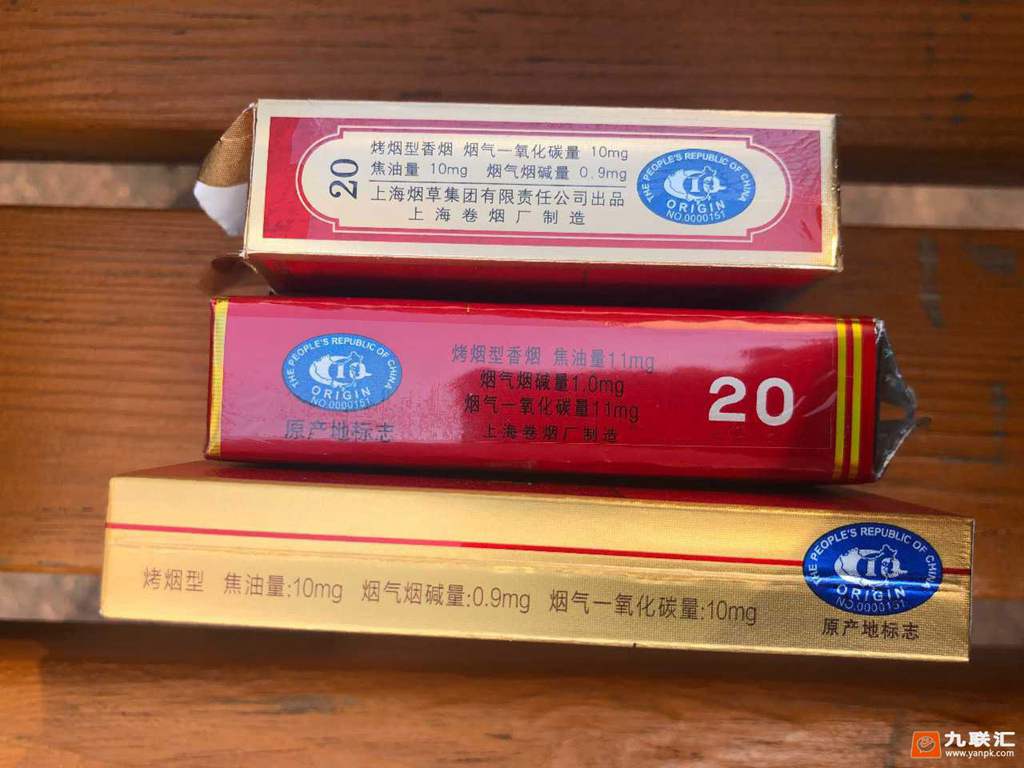 20
烤烟型香烟 烟气一氧化碳量 10mg
焦油量 10mg 烟气烟碱量 0.9mg
上海烟草集团有限责任公司出品
上海卷烟厂制造
THE PEOPLE'S REPUBLIC OF CHINA
ORIGIN
NO.0000151
THE PEOPLE'S REPUBLIC OF CHINA
ORIGIN
NO.0000151
原产地标志
烤烟型香烟 焦油量11mg
烟气烟碱量1.0mg
烟气一氧化碳量11mg
上海卷烟厂制造
20
烤烟型 焦油量:10mg 烟气烟碱量:0.9mg 烟气一氧化碳量:10mg
THE PEOPLE'S REPUBLIC OF CHINA
ORIGIN
NO.0000151
原产地标志
九联汇
www.yanpk.com